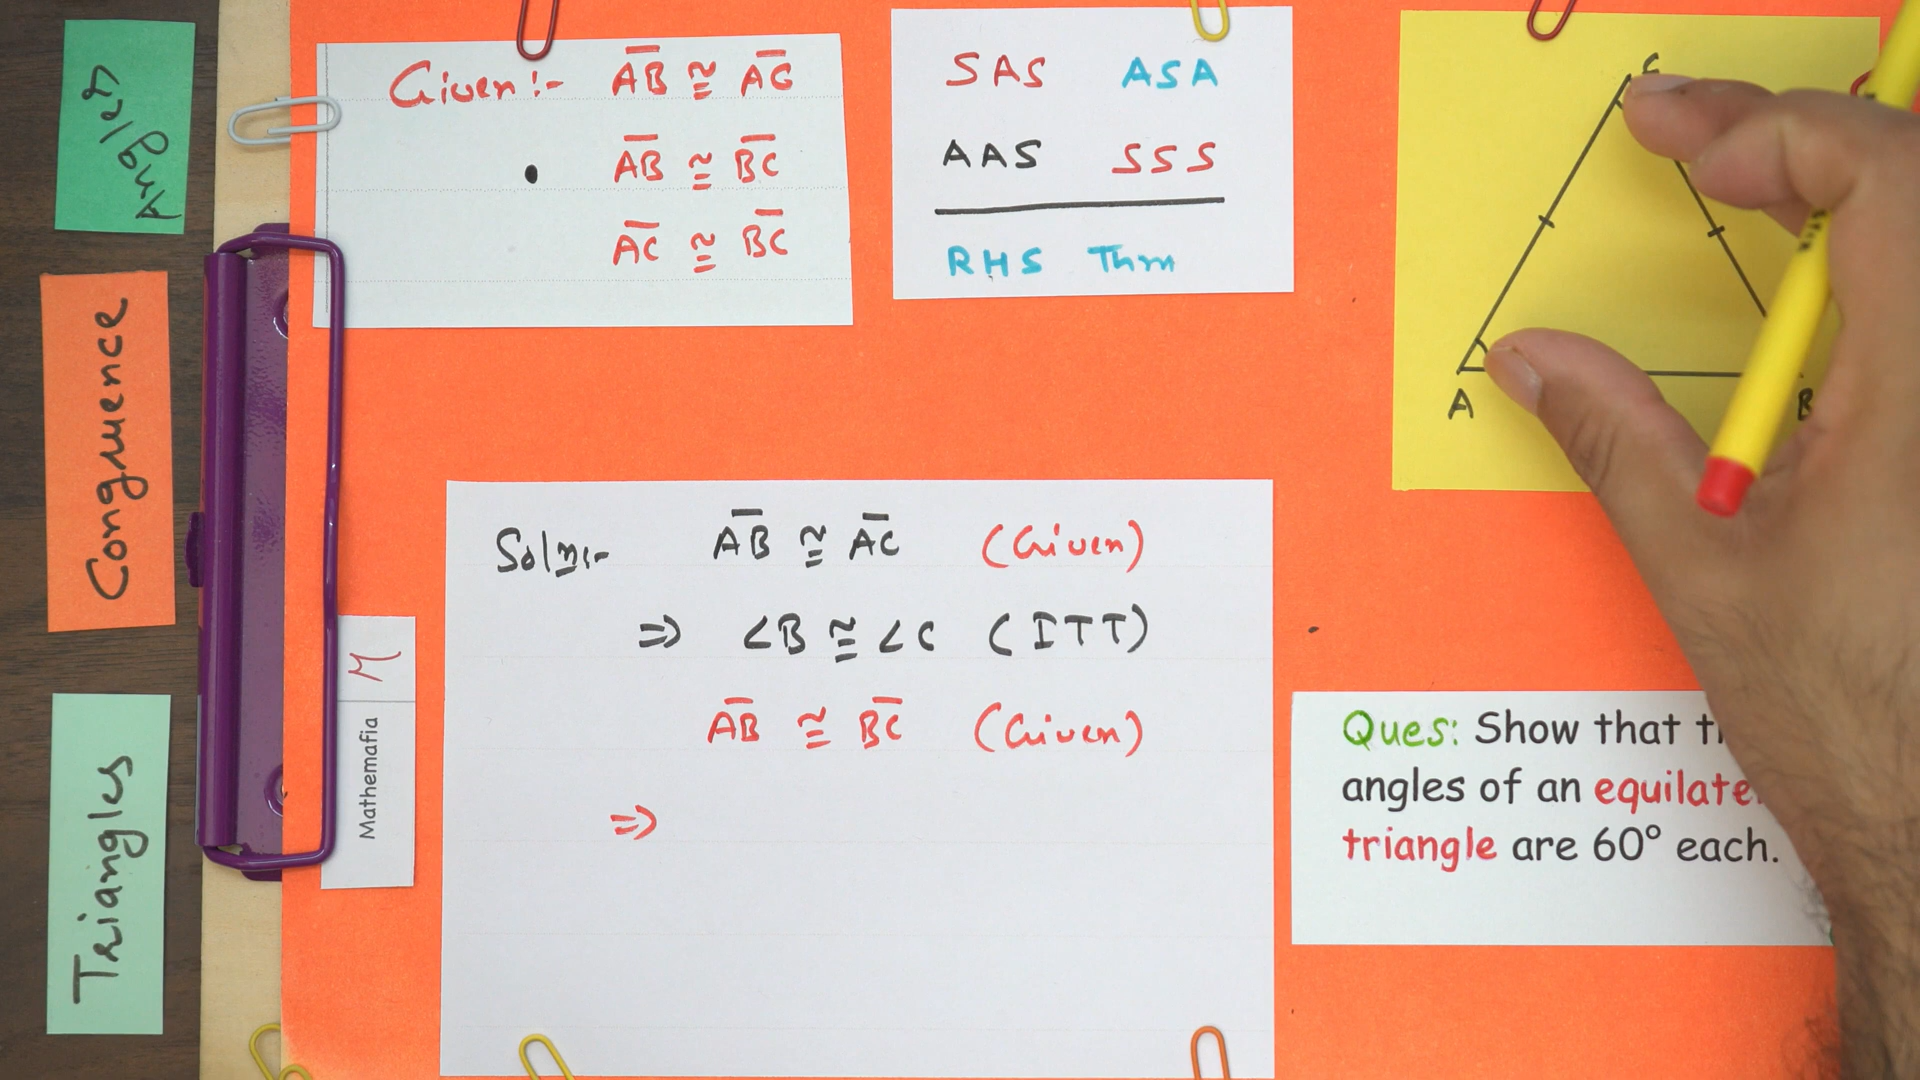 Angles
Congruence
Triangles
Given :- AB ≅ AC
AB ≅ BC
AC ≅ BC
SAS ASA
AAS SSS
RHS Thm
C
A B
Soln:- AB ≅ AC (Given)
⇒ ∠B ≅ ∠C (ITT)
AB ≅ BC (Given)
⇒
M
Mathemafia
Ques: Show that
angles of an
triangle are 60° each.